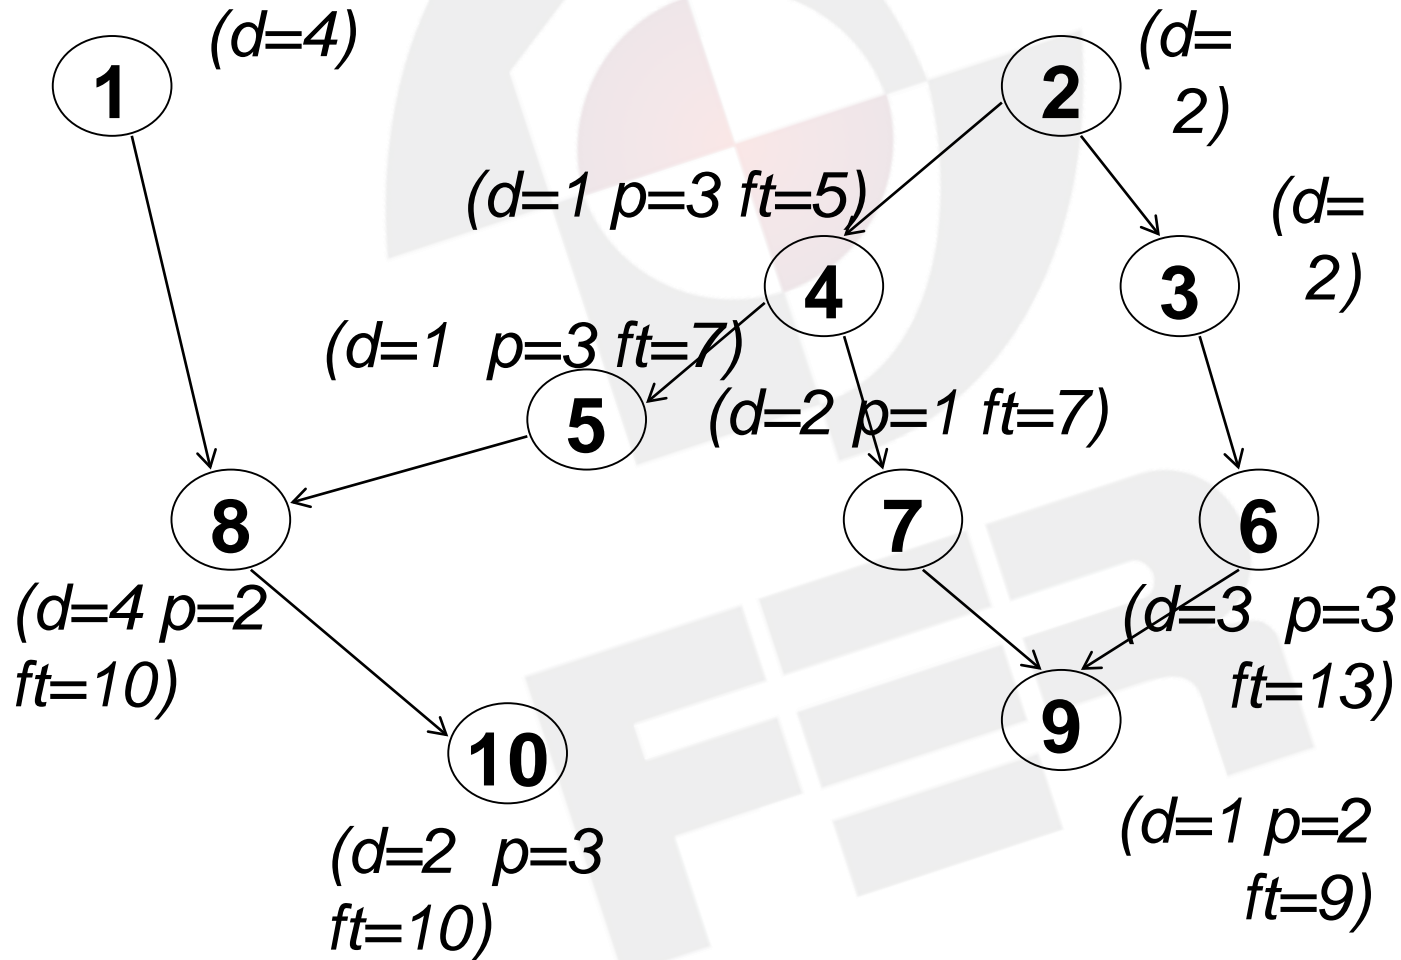 (d=4)
1
(d=
2)
2
(d=1 p=3 ft=5)
(d=
2)
4
3
(d=1 p=3 ft=7)
5
(d=2 p=1 ft=7)
8
7
6
(d=4 p=2
ft=10)
(d=3 p=3
ft=13)
9
10
(d=1 p=2
ft=9)
(d=2 p=3
ft=10)
FER